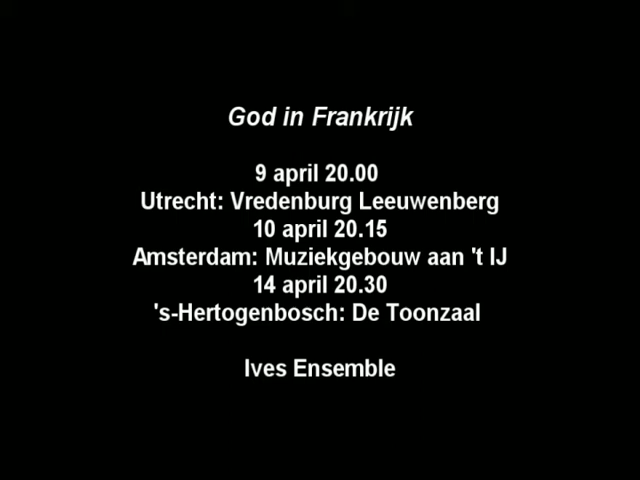 God in Frankrijk
9 april 20.00
Utrecht: Vredenburg Leeuwenberg
10 april 20.15
Amsterdam: Muziekgebouw aan 't IJ
14 april 20.30
's-Hertogenbosch: De Toonzaal
Ives Ensemble